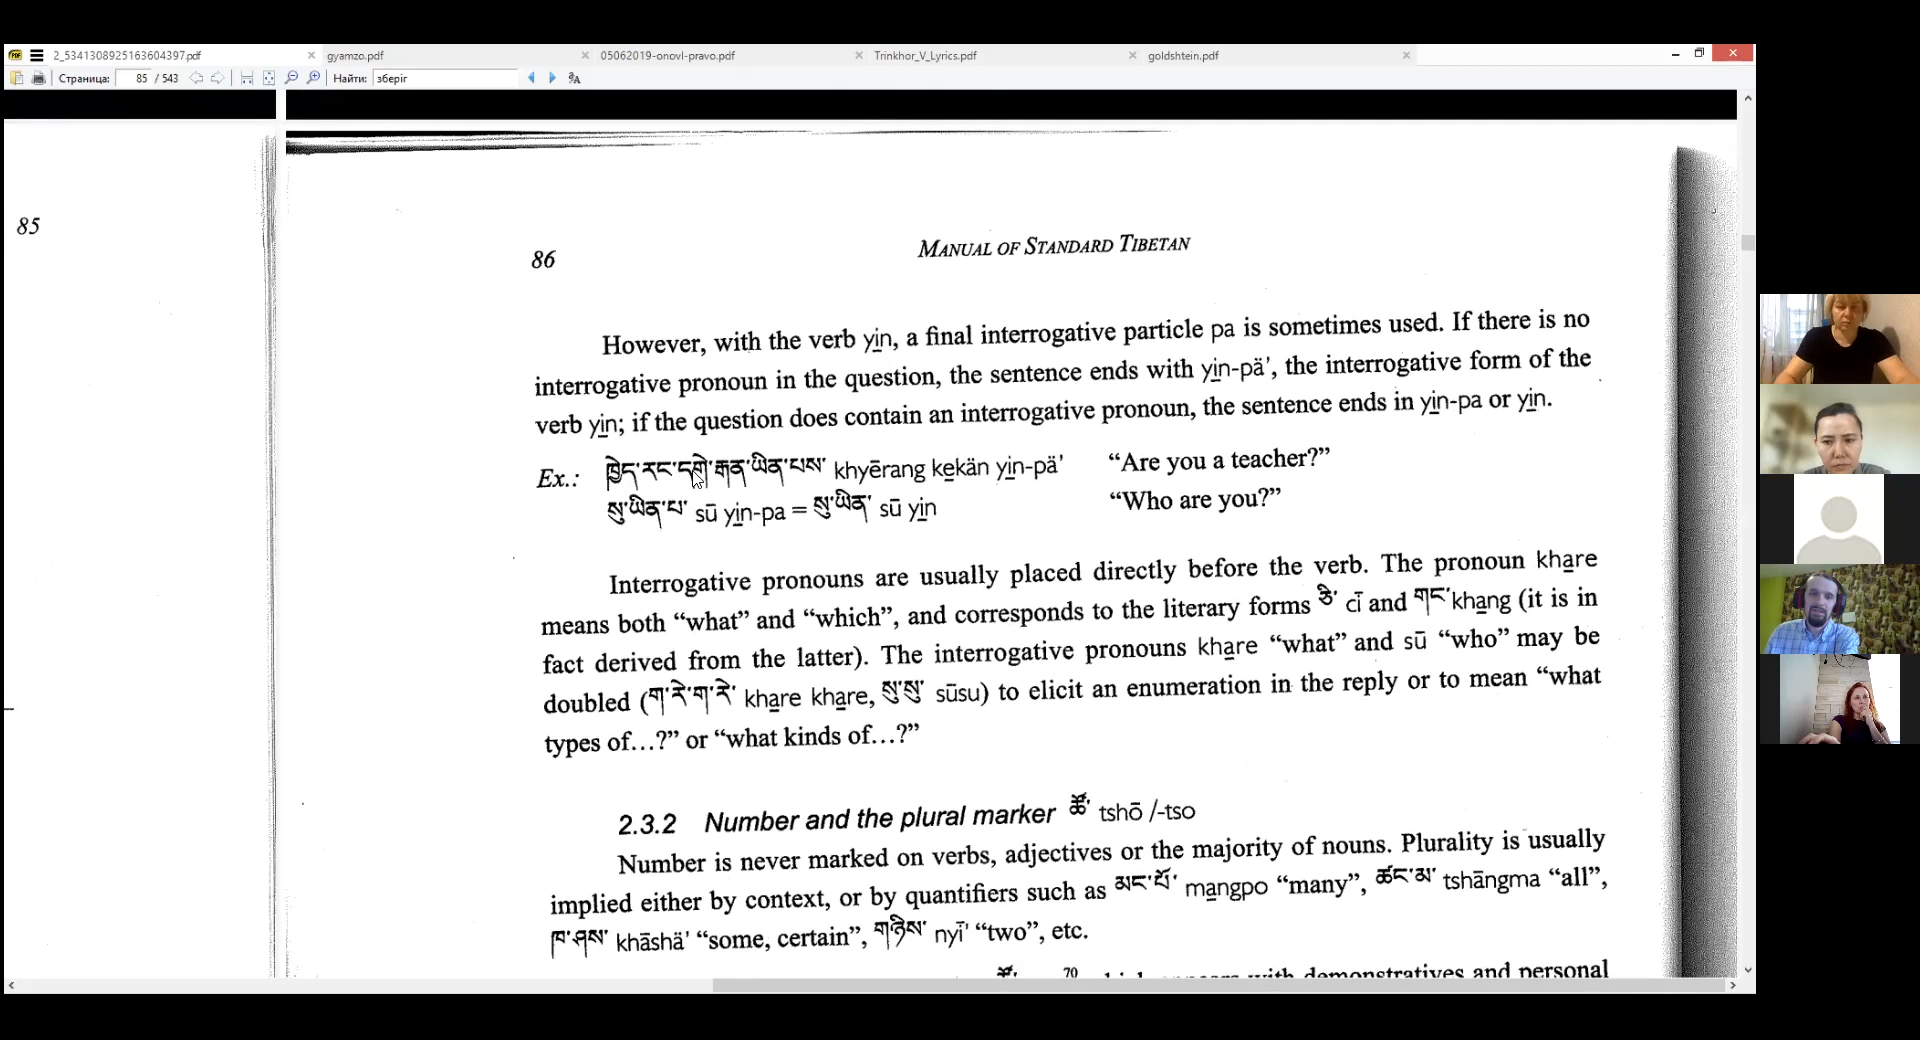 2_5341308925163604397.pdf
gyamzo.pdf
05062019-onovl-pravo.pdf
Trinkhor_V_Lyrics.pdf
goldshtein.pdf
Страница: 85 / 543 Найти: зберіг
85
86
MANUAL OF STANDARD TIBETAN
However, with the verb yin, a final interrogative particle pa is sometimes used. If there is no
interrogative pronoun in the question, the sentence ends with yin-pä', the interrogative form of the
verb yin; if the question does contain an interrogative pronoun, the sentence ends in yin-pa or yin.
Ex.: ཁྱེད་རང་དགེ་རྒན་ཡིན་པས་ khyērang kekän yin-pä' “Are you a teacher?”
སུ་ཡིན་པ་ sū yin-pa = སུ་ཡིན་ sū yin “Who are you?”
Interrogative pronouns are usually placed directly before the verb. The pronoun khare
means both “what” and “which”, and corresponds to the literary forms ཅི་ cī and གང་ khang (it is in
fact derived from the latter). The interrogative pronouns khare “what” and sū “who” may be
doubled (ག་རེ་ག་རེ་ khare khare, སུ་སུ་ sūsu) to elicit an enumeration in the reply or to mean “what
types of…?” or “what kinds of…?”
2.3.2 Number and the plural marker ཚོ་ tshō /-tso
Number is never marked on verbs, adjectives or the majority of nouns. Plurality is usually
implied either by context, or by quantifiers such as མང་པོ་ mangpo “many”, ཚང་མ་ tshāngma “all”,
ཁ་ཤས་ khāshä' “some, certain”, གཉིས་ nyī' “two”, etc.
70 with demonstratives and personal